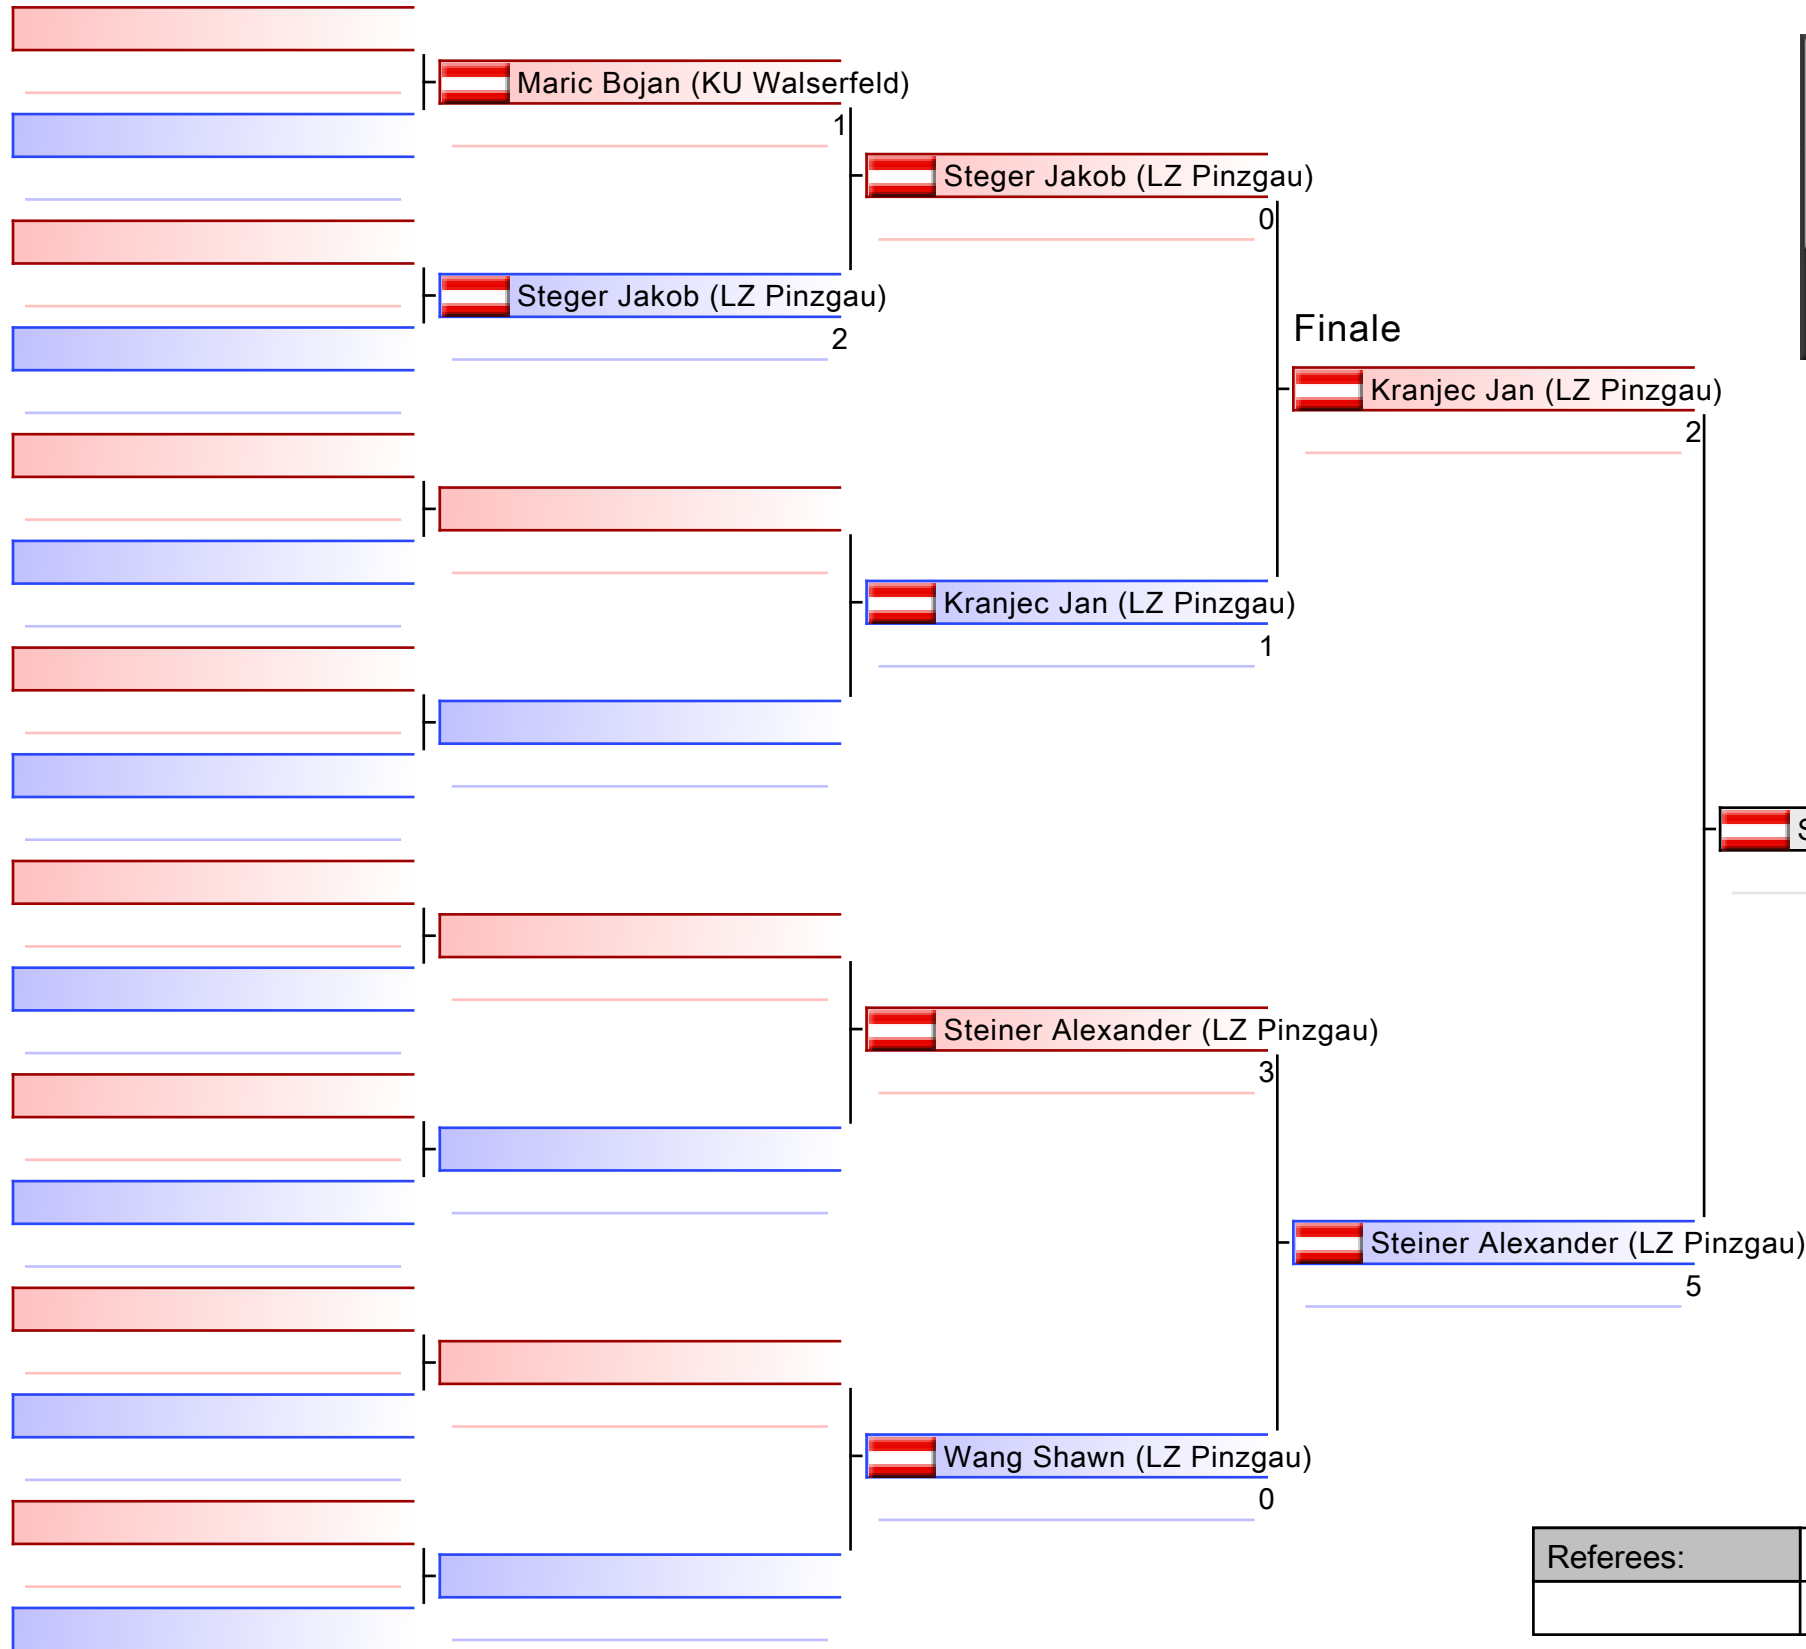 Maric Bojan (KU Walserfeld)
1
Steger Jakob (LZ Pinzgau)
0
Steger Jakob (LZ Pinzgau)
2
Finale
Kranjec Jan (LZ Pinzgau)
2
Kranjec Jan (LZ Pinzgau)
1
Steiner Alexander (LZ Pinzgau)
3
Steiner Alexander (LZ Pinzgau)
5
Wang Shawn (LZ Pinzgau)
0
Referees: